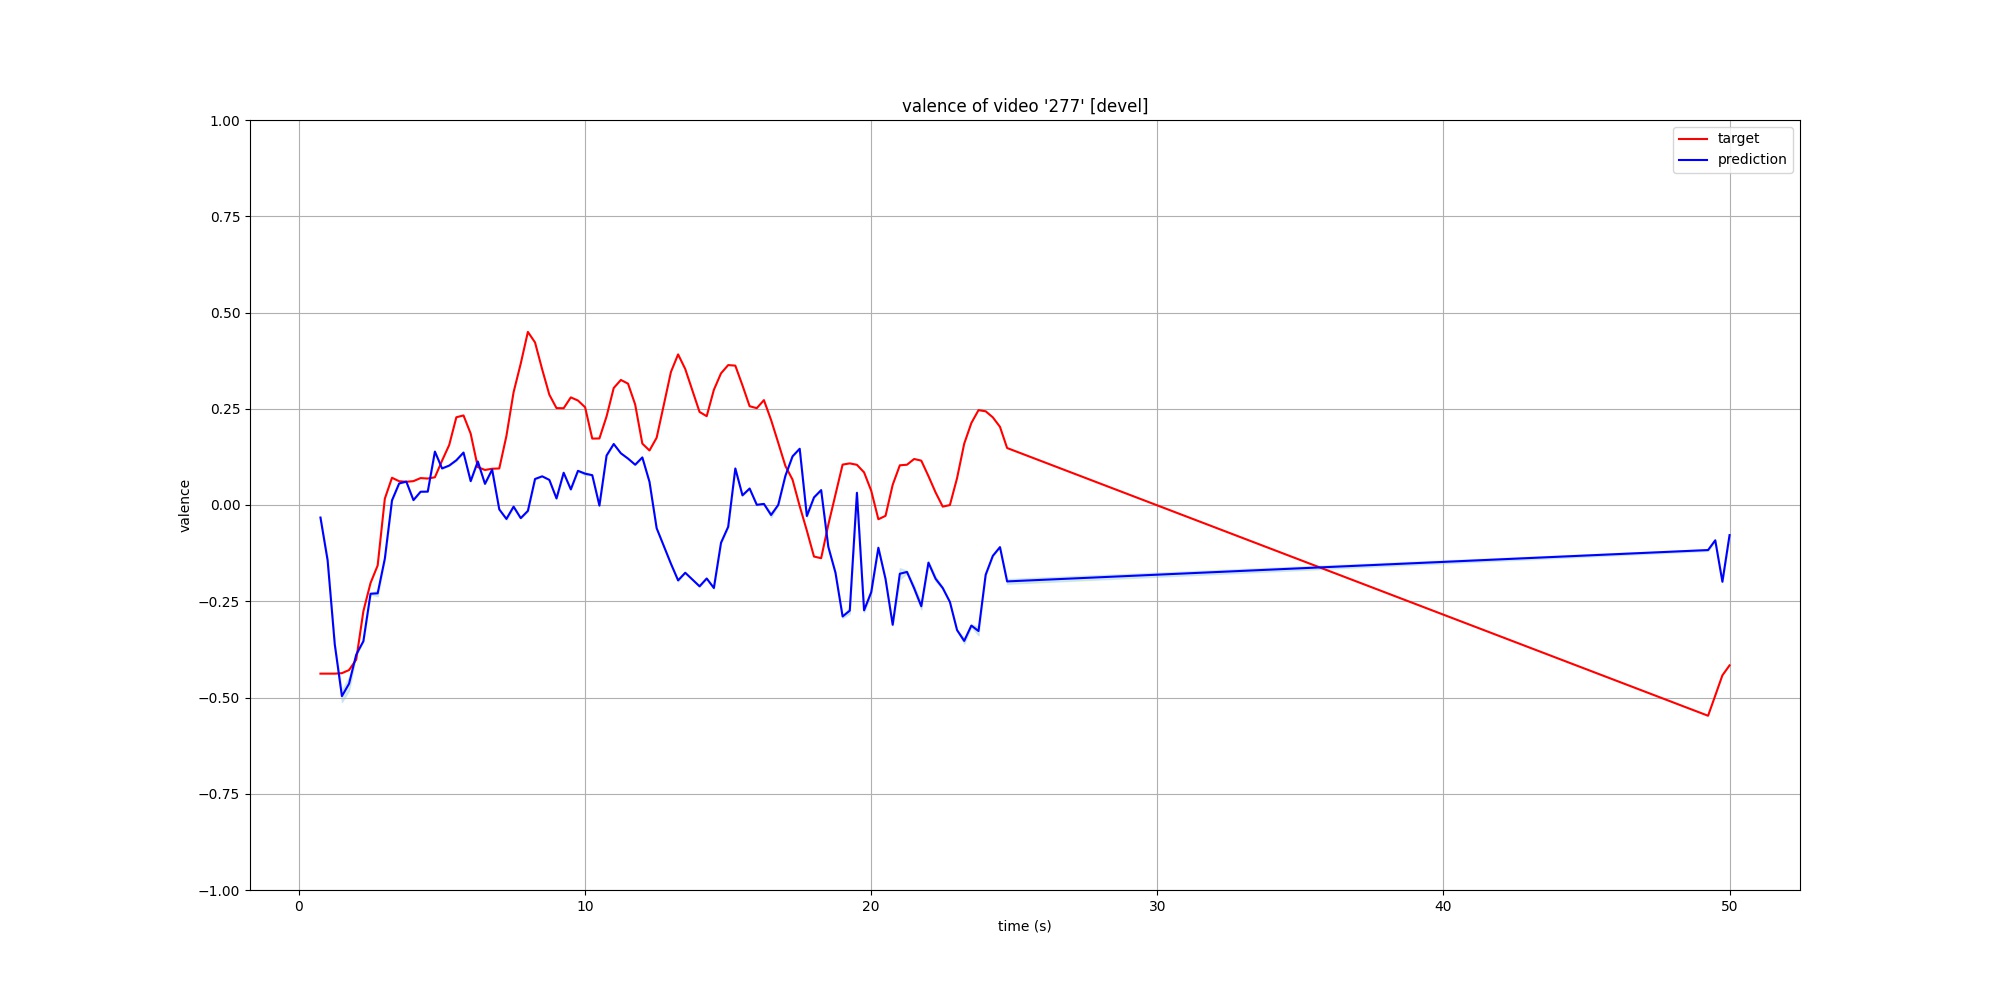 valence of video '277' [devel]
target
prediction
1.00
0.75
0.50
0.25
0.00
−0.25
−0.50
−0.75
−1.00
valence
0 10 20 30 40 50
time (s)